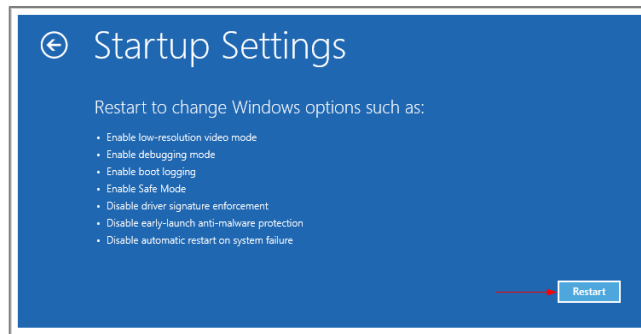 Startup Settings
Restart to change Windows options such as:
• Enable low-resolution video mode
• Enable debugging mode
• Enable boot logging
• Enable Safe Mode
• Disable driver signature enforcement
• Disable early-launch anti-malware protection
• Disable automatic restart on system failure
Restart